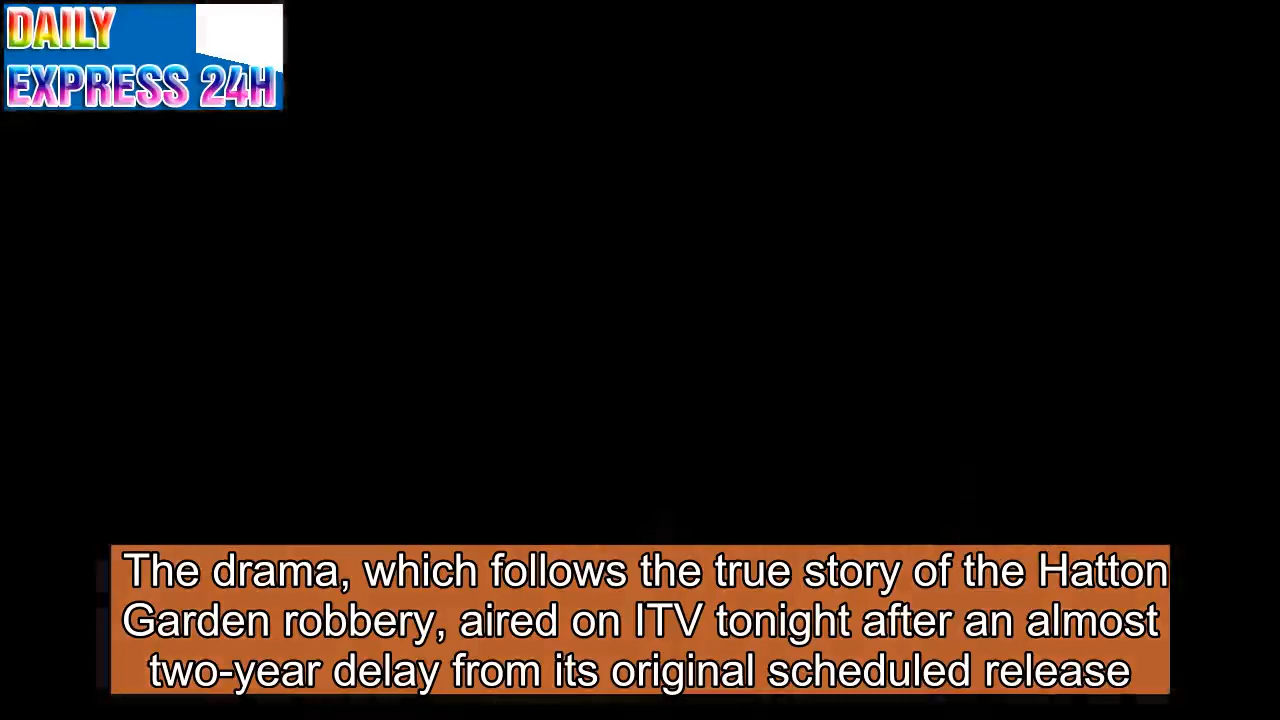 DAILY
EXPRESS 24H
The drama, which follows the true story of the Hatton
Garden robbery, aired on ITV tonight after an almost
two-year delay from its original scheduled release